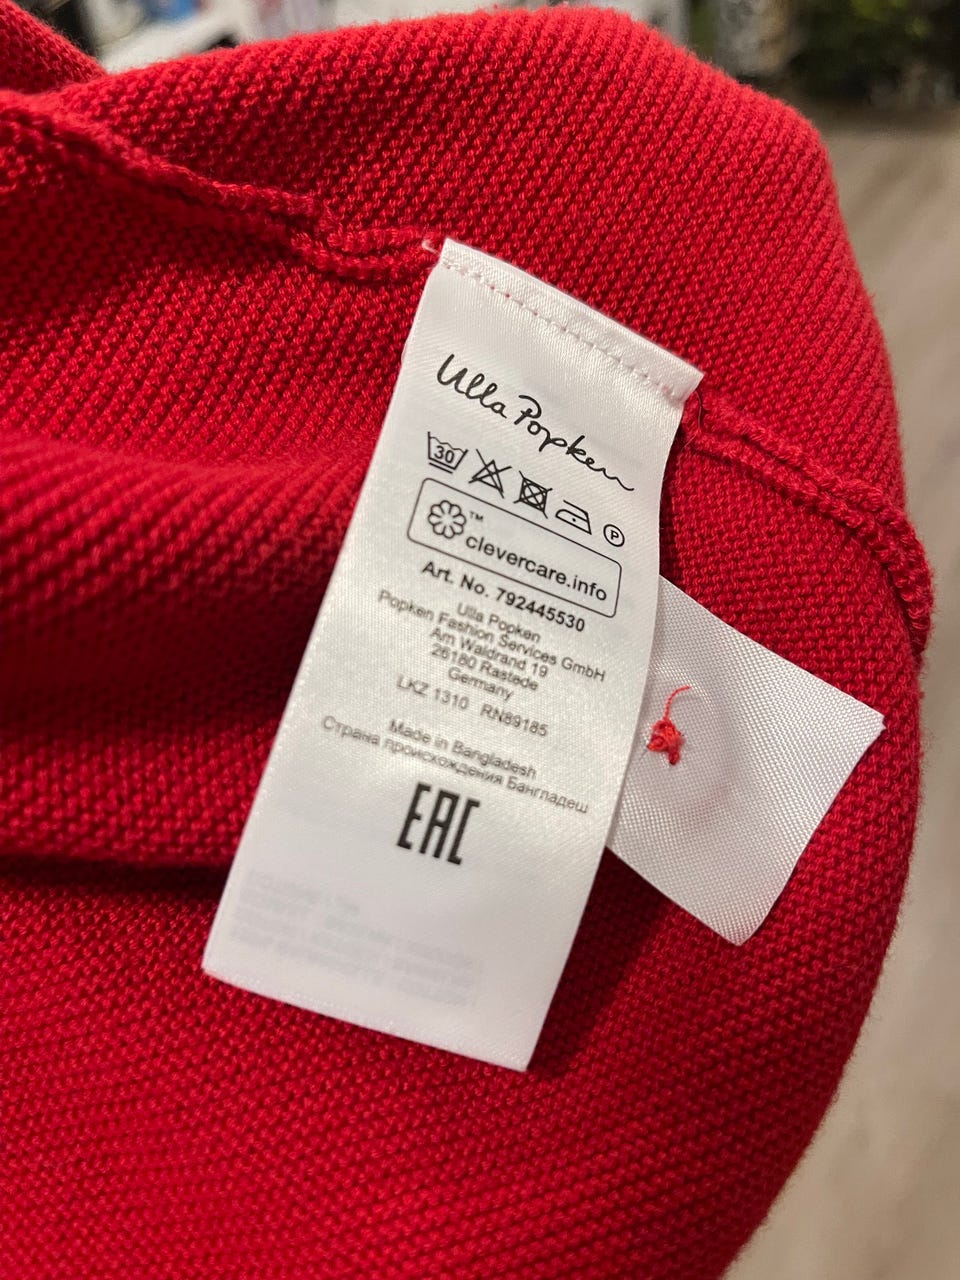 Ulla Popken
30
P
™
clevercare.info
Art. No. 792445530
Ulla Popken
Popken Fashion Services GmbH
Am Waldrand 19
26180 Rastede
Germany
LKZ 1310 RN89185
Made in Bangladesh
Страна происхождения Бангладеш
EAC